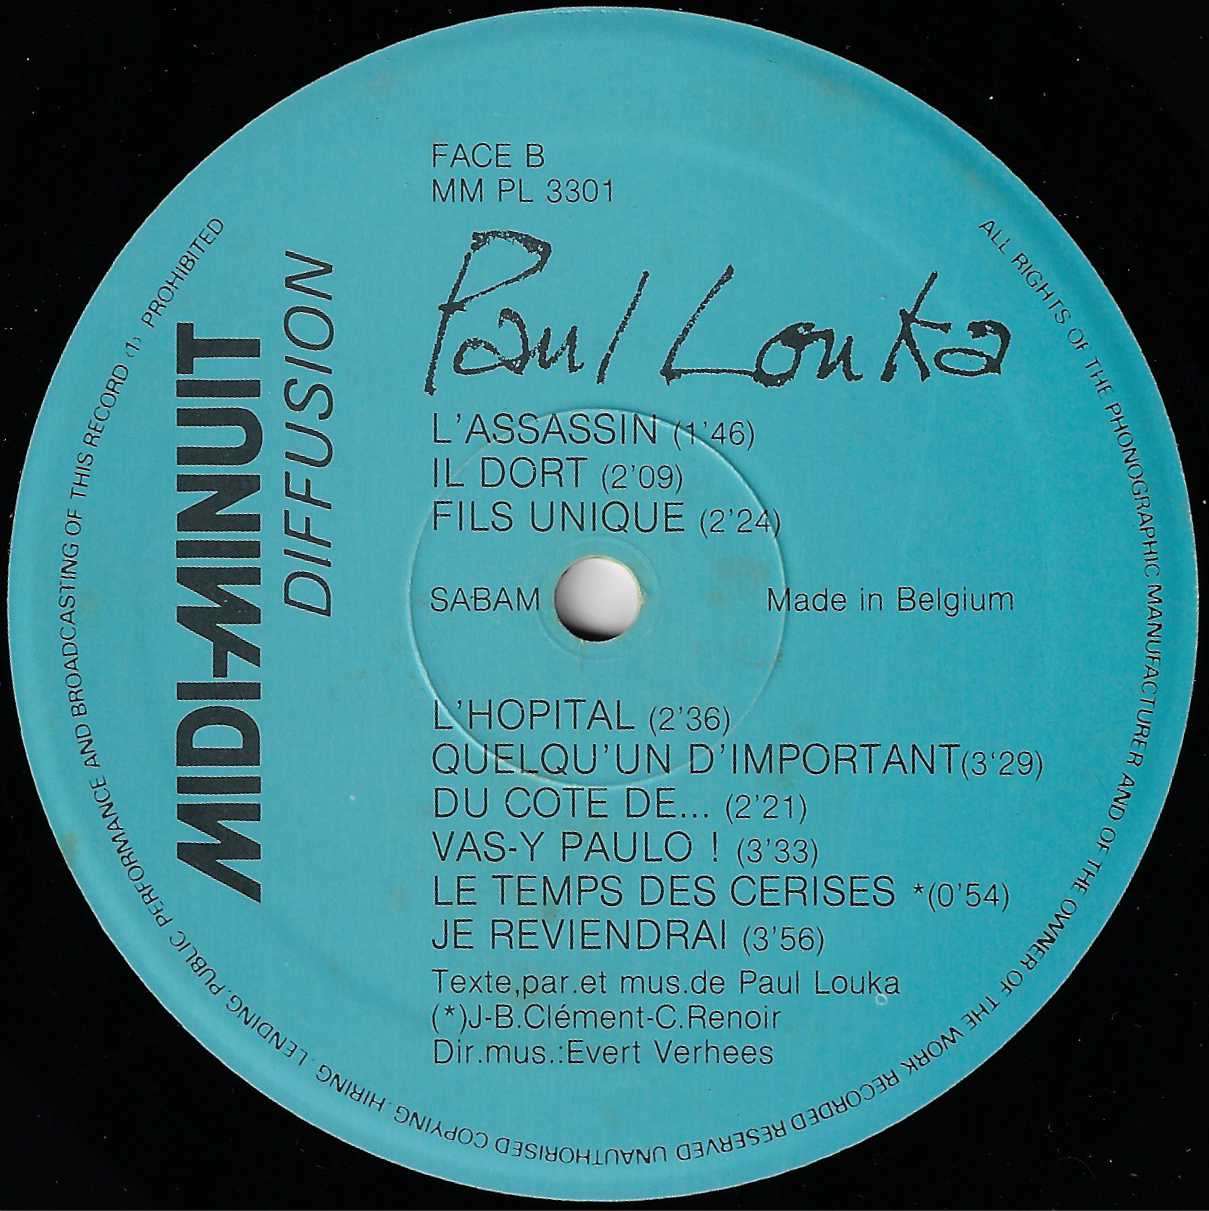 FACE B
MM PL 3301
Paul Louka
L'ASSASSIN (1'46)
IL DORT (2'09)
FILS UNIQUE (2'24)
SABAM Made in Belgium
L'HOPITAL (2'36)
QUELQU'UN D'IMPORTANT(3'29)
DU COTE DE... (2'21)
VAS-Y PAULO ! (3'33)
LE TEMPS DES CERISES *(0'54)
JE REVIENDRAI (3'56)
Texte,par.et mus.de Paul Louka
(*)J-B.Clément-C.Renoir
Dir.mus.:Evert Verhees
MIDI-MINUIT
DIFFUSION
ALL RIGHTS OF THE PHONOGRAPHIC MANUFACTURER AND OF THE OWNER OF THE WORK RECORDED RESERVED UNAUTHORISED COPYING. HIRING. LENDING. PUBLIC PERFORMANCE AND BROADCASTING OF THIS RECORD (1) PROHIBITED